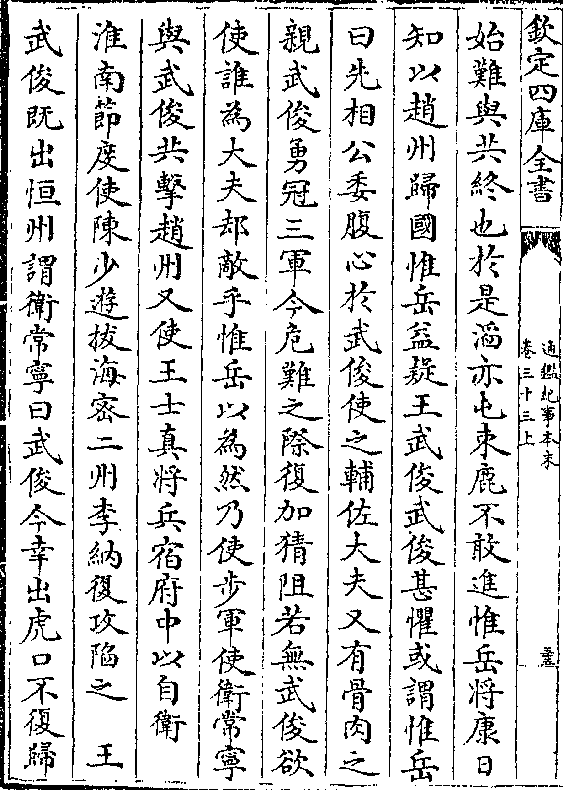 欽定四庫全書
通鑑紀事本末
卷三十三上
始難與共終也於是滔亦屯束鹿不敢進惟岳將康日
知以趙州歸國惟岳益疑王武俊武俊甚懼或謂惟岳
曰先相公委腹心於武俊使之輔佐大夫又有骨肉之
親武俊勇冠三軍今危難之際復加猜阻若無武俊欲
使誰為大夫却敵乎惟岳以為然乃使步軍使衛常寧
與武俊共擊趙州又使王士真將兵宿府中以自衛
淮南節度使陳少遊拔海密二州李納復攻陷之　王
武俊既出恒州謂衛常寧曰武俊今幸出虎口不復歸